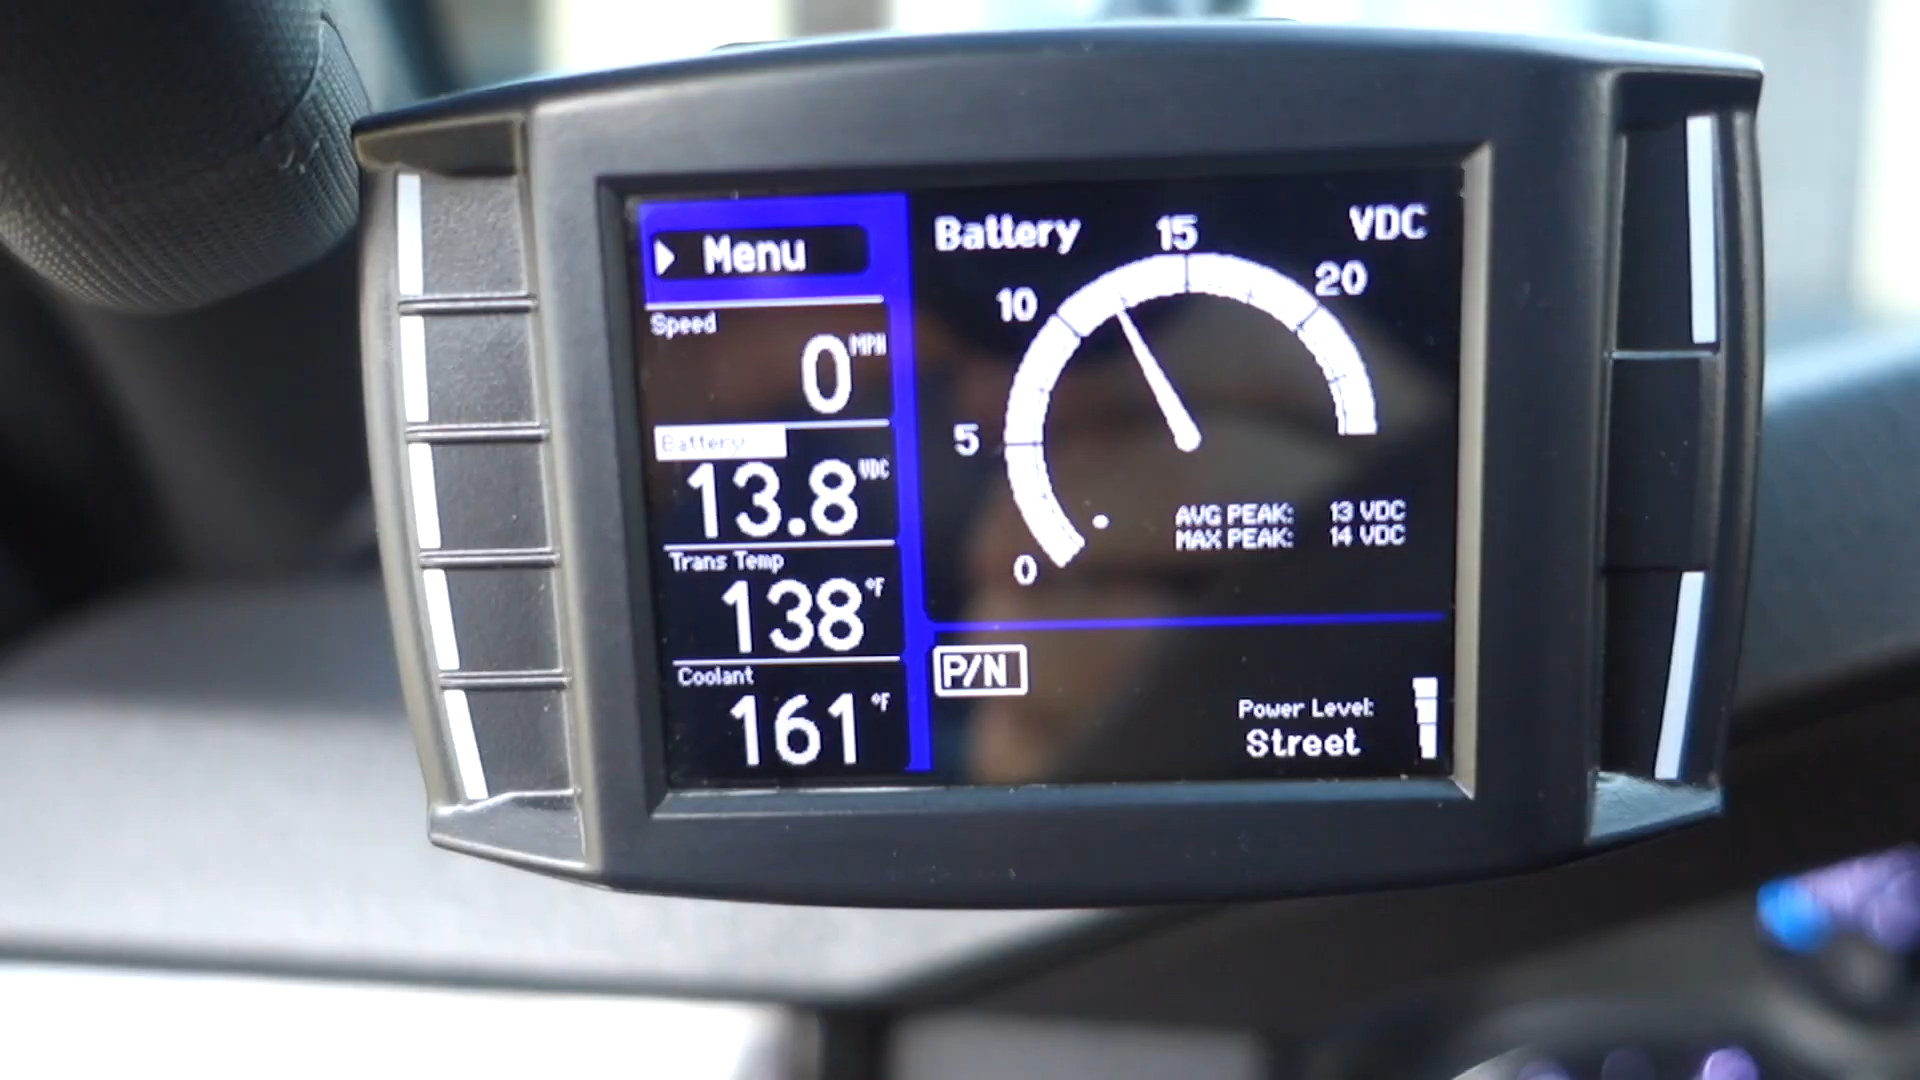 Menu
Speed
0 MPH
Battery
13.8 VDC
Trans Temp
138 °F
Coolant
161 °F
Battery
VDC
0
5
10
15
20
AVG PEAK: 13 VDC
MAX PEAK: 14 VDC
P/N
Power Level:
Street